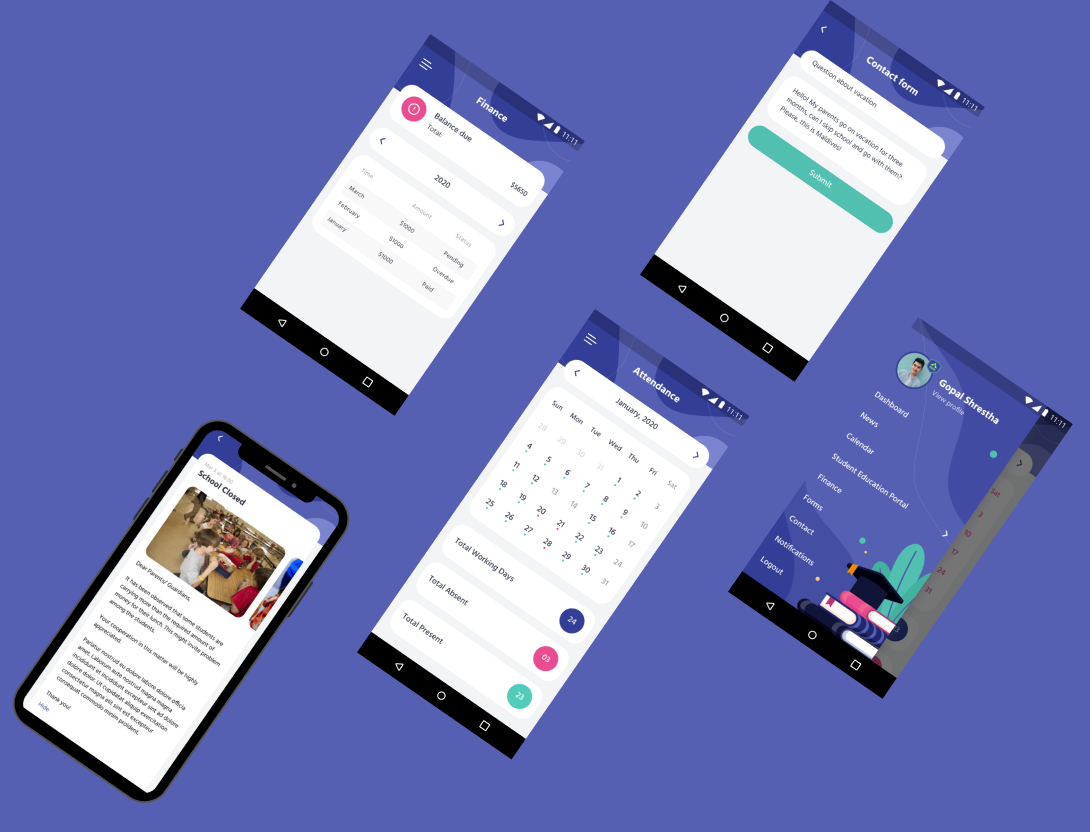 Finance
11:11
Balance due
Total:
$5650
2020
Time Amount Status
March $1000 Pending
February $1000 Overdue
January $1000 Paid
Contact form
11:11
Question about vacation
Hello! My parents go on vacation for three
months, can I skip school and go with them?
Please, this is Maldives!
Submit
Attendance
11:11
January, 2020
Sun Mon Tue Wed Thu Fri Sat
28 29 30 31 1 2 3
4 5 6 7 8 9 10
11 12 13 14 15 16 17
18 19 20 21 22 23 24
25 26 27 28 29 30 31
Total Working Days 24
Total Absent 03
Total Present 23
11:11
Gopal Shrestha
View profile
Dashboard
News
Calendar
Student Education Portal
Finance
Forms
Contact
Notifications
Logout
Sat
3
10
17
24
31
School Closed
Dear Parents/ Guardians,
It has been observed that some students are
carrying more than the required amount of
money for their lunch. This might invite problem
among the students.
Your cooperation in this matter will be highly
appreciated.
Pariatur nostrud eu dolore labore dolore officia
amet. Laborum aute nostrud magna magna
incididunt et incididunt excepteur sint ad dolore
dolore dolor. Ut cupidatat aliquip exercitation
consectetur magna elit sint est excepteur
consequat commodo minim proident.
Thank you!
Hide